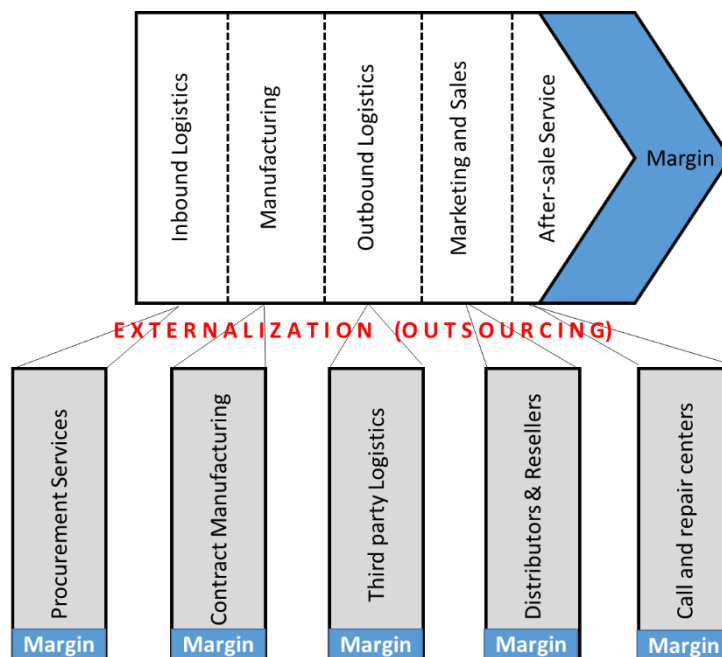 Inbound Logistics
Manufacturing
Outbound Logistics
Marketing and Sales
After-sale Service
Margin
EXTERNALIZATION (OUTSOURCING)
Procurement Services
Contract Manufacturing
Third party Logistics
Distributors & Resellers
Call and repair centers
Margin
Margin
Margin
Margin
Margin